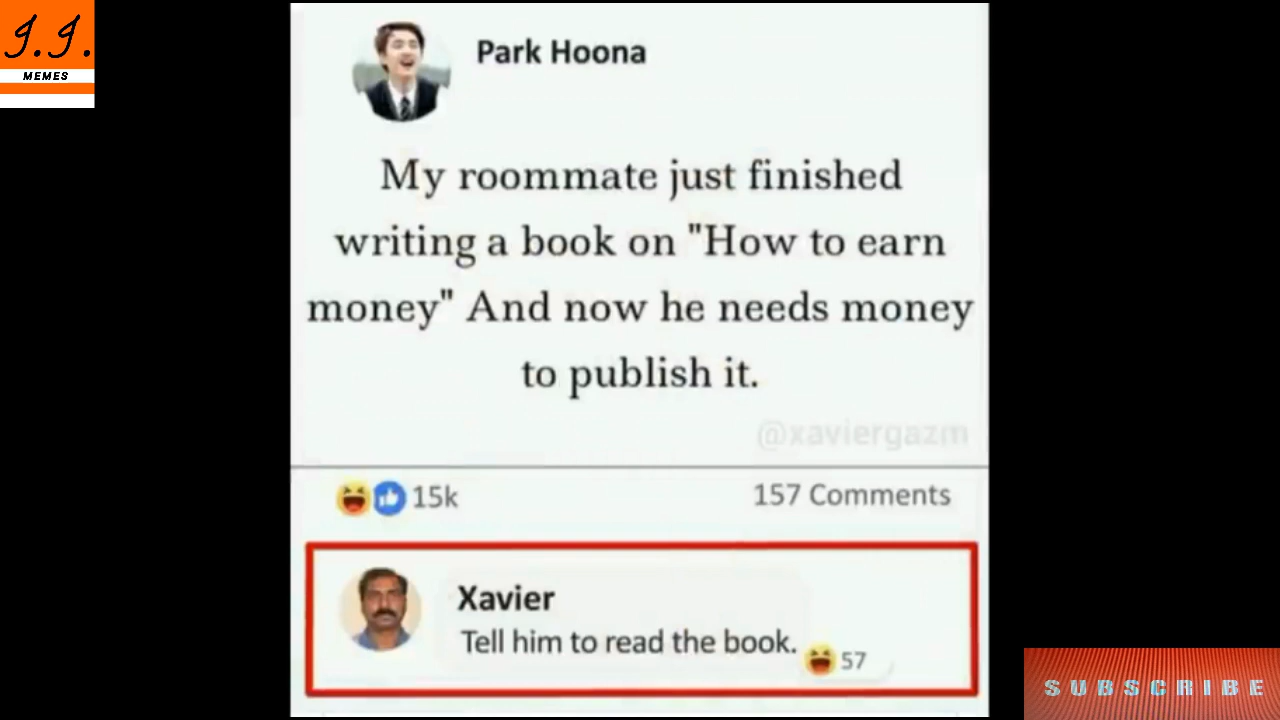 J.J.
MEMES
Park Hoona
My roommate just finished
writing a book on "How to earn
money" And now he needs money
to publish it.
@xaviergazm
15k
157 Comments
Xavier
Tell him to read the book.
57
SUBSCRIBE